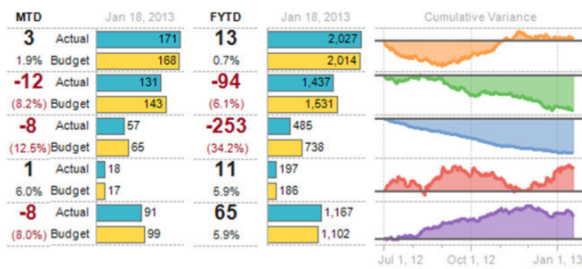 MTD Jan 18, 2013 FYTD Jan 18, 2013 Cumulative Variance
3 Actual 171 13 2,027
1.9% Budget 168 0.7% 2,014
-12 Actual 131 -94 1,437
(8.2%) Budget 143 (6.1%) 1,531
-8 Actual 57 -253 485
(12.5%) Budget 65 (34.2%) 738
1 Actual 18 11 197
6.0% Budget 17 5.9% 186
-8 Actual 91 65 1,167
(8.0%) Budget 99 5.9% 1,102
Jul 1, 12 Oct 1, 12 Jan 1, 13